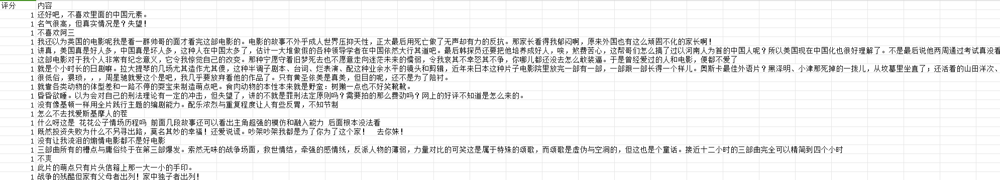 评分 内容
1 还好吧，不喜欢里面的中国元素。
1 名气很高，但真实情况是？失望！
1 不喜欢阿三
1 我还以为英国的电影呢我是看一群帅哥的面才看完这部电影的。电影的故事不外乎成人世界压抑天性，正太最后用死亡做了无声却有力的反抗。那家长看得我郁闷啊，原来外国也有这么顽固不化的家长啊！
1 讲真，美国真是好人多，中国真是坏人多，这种人在中国太多了，估计一大堆做假的各种领导学者在中国依然大行其道吧。最后韩探员还要把他培养成好人，唉，煞费苦心，这帮哥们怎么搞了过以河南人为首的中国人呢？所以美国现在中国化也很好理解了。不是最后说他两周通过考试真没看
1 这部电影对于我个人非常有纪念意义，它令我惊觉自己的改变。那种宁愿守着旧梦死去也不愿意走向迷茫未来的懦弱，令我哀其不幸怒其不争，你哪儿都还没去怎么敢装逼。于是曾经爱过的人和电影，便都不爱了
1 就是个小时长的日剧嘛。拉大提琴的几场尤其造作尤其傻，这种半调子剧本、台词、烂表演、配这种业余水平的镜头和剪辑，近年来日本这种片子电影院里放完一部有一部，一部跟一部长得一个样儿。奥斯卡最佳外语片？黑泽明、小津那死掉的一拨儿，从坟墓里坐直了；还活着的山田洋次、
1 很低俗，猥琐，，，周星驰就爱这个是吧，我几乎要放弃看他的作品了。只有黄圣依美是真美，但目的呢，还不是为了陪衬。
1 就靠各类动物的体型差和一路不停的耍宝来制造萌点吧。食肉动物的本性本来就是野蛮：树獭一点也不好笑靴靴。
1 昏昏欲睡。以为会对自己的刑法理论有一定的冲击，但失望了，讲的不就是罪刑法定原则吗？需要拍的那么费劲吗？网上的好评不知道是怎么来的。
1 没有像基顿一样用全片践行主题的编剧能力。配乐浓烈与重复程度让人有些反胃，不知节制
1 怎么不去找爱斯基摩人的茬
1 什么呀这是 花花公子情场历程吗 前面几段故事还可以看出主角超强的模仿和融入能力 后面根本没法看
1 既然投资失败为什么不另寻出路，莫名其妙的幸福！还爱说谎。吵架吵架我都是为了你为了这个家！ 去你妹！
1 没有让我流泪的煽情电影都不是好电影
1 三部曲所有的槽点与庸俗终于在第三部爆发。索然无味的战争场面，救世情结，牵强的感情线，反派人物的薄弱，力量对比的可笑这是属于特殊的颂歌，而颂歌是虚伪与空洞的，但这也是个童话。接近十二小时的三部曲完全可以精简到四个小时
1 不爽
1 此片的萌点只有片头信箱上那一大一小的手印。
1 战争的残酷但家有父母者出列！家中独子者出列！